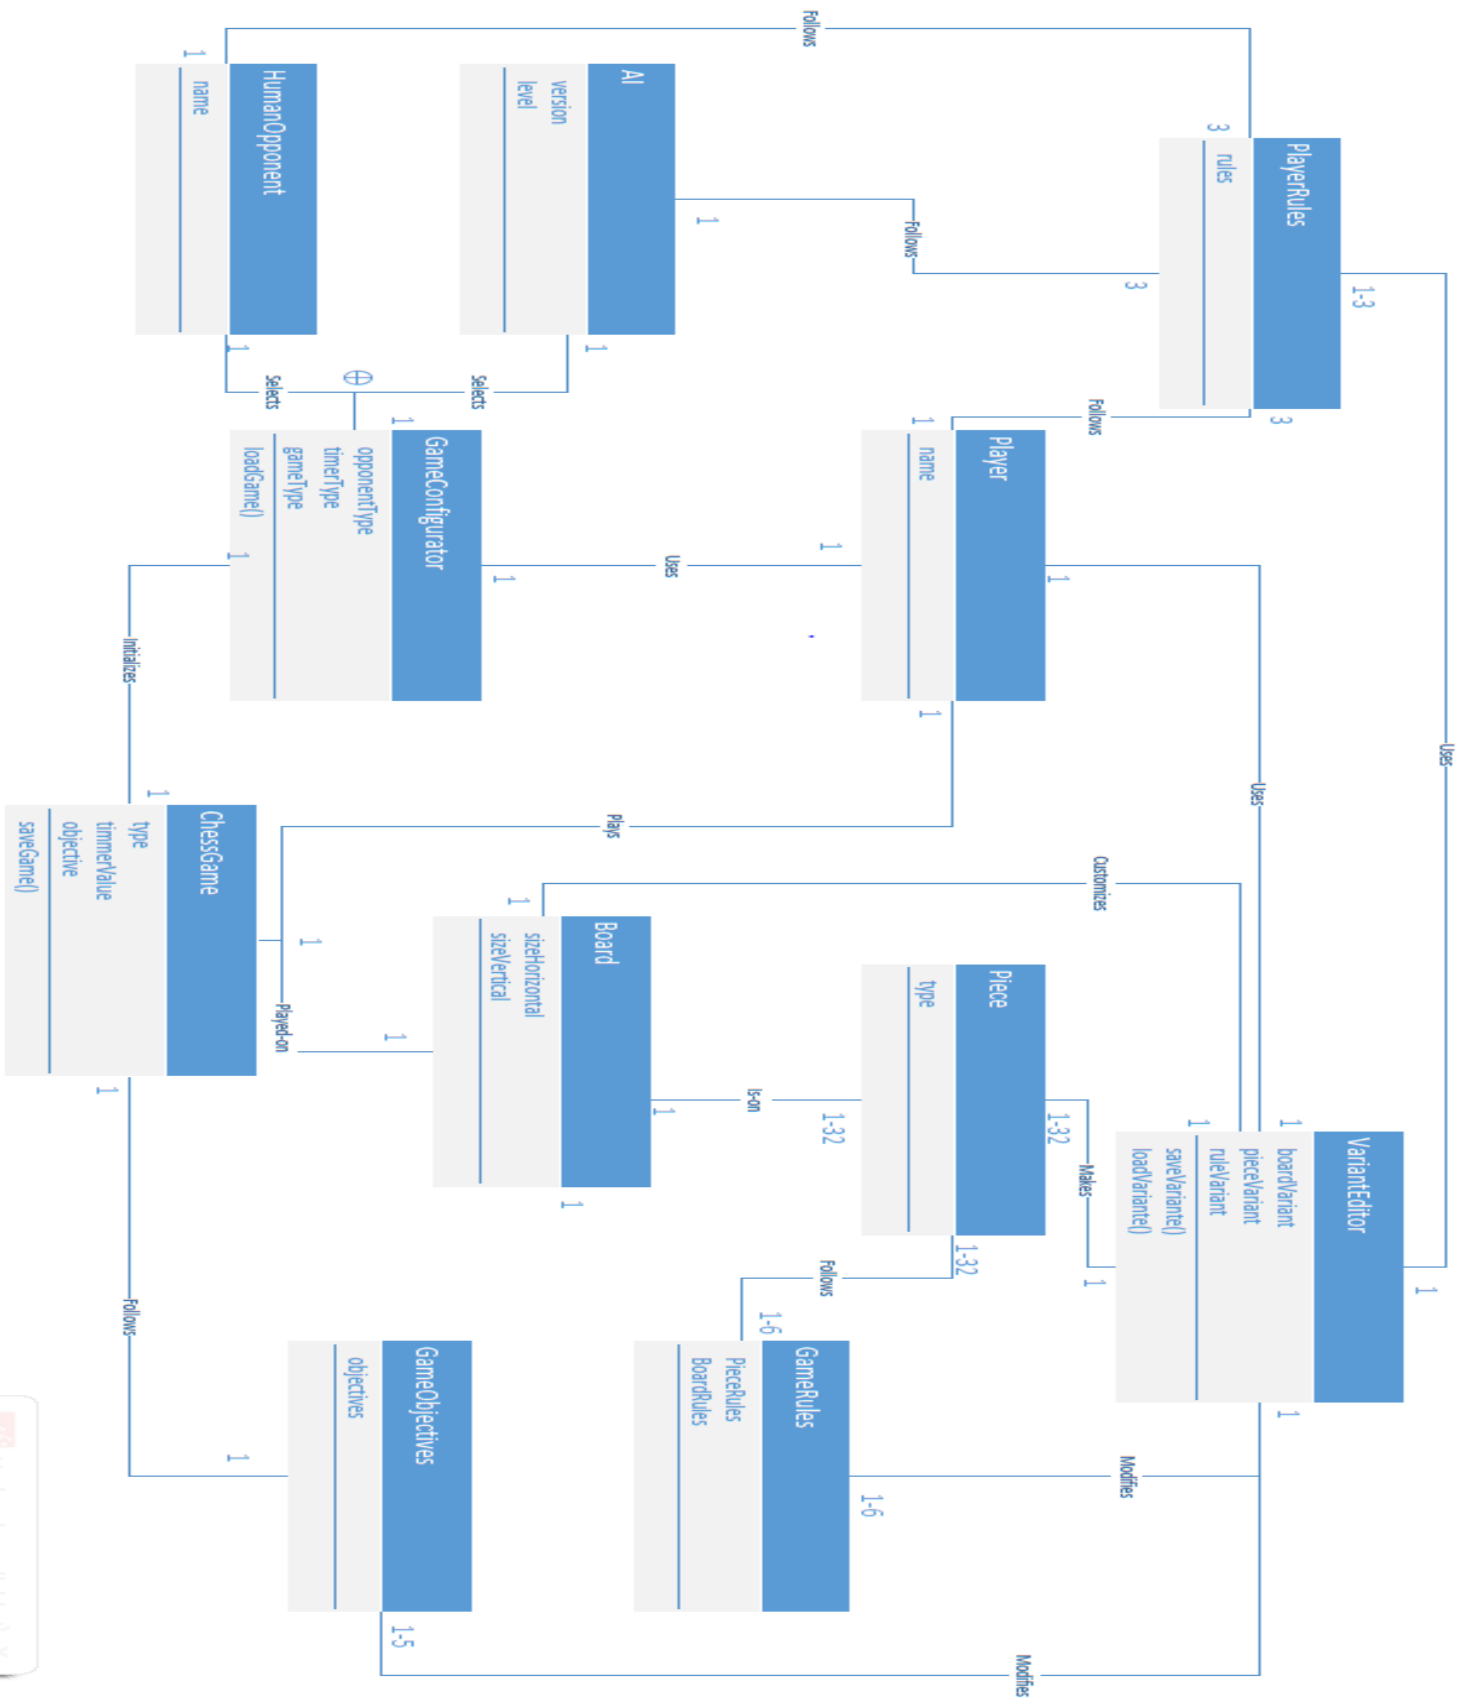 Uses
1-3
1
PlayerRules
rules
3
3
3
VariantEditor
boardVariant
pieceVariant
ruleVariant
saveVariante()
loadVariante()
1
1
1
1
Uses
Customizes
Makes
Modifies
Modifies
Follows
Follows
Follows
Player
name
1
1
1
1
Piece
type
1-32
1-32
1-32
Follows
GameRules
PieceRules
BoardRules
1-6
1-6
AI
version
level
1
1
Uses
Plays
Is-on
Board
sizeHorizontal
sizeVertical
1
1
1
1
GameConfigurator
opponentType
timerType
gameType
loadGame()
1
1
1
Selects
Selects
GameObjectives
objectives
1-5
1
HumanOpponent
name
1
1
Played-on
Initializes
ChessGame
type
timmerValue
objective
saveGame()
1
1
1
Follows